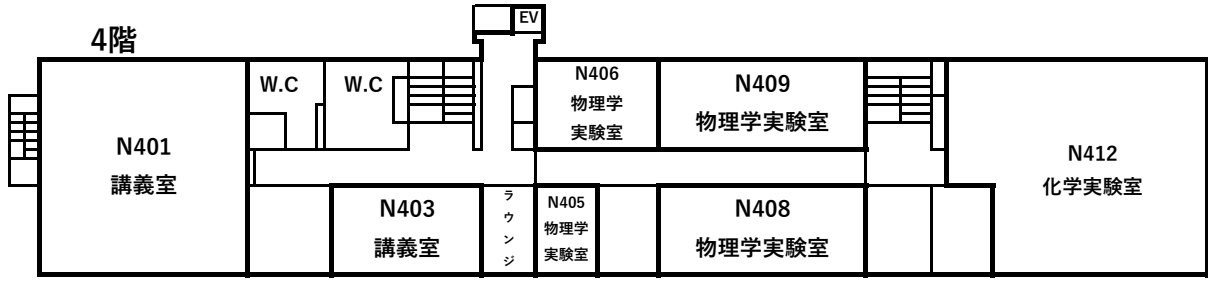 4階
EV
W.C
W.C
N406
物理学
実験室
N409
物理学実験室
N401
講義室
N412
化学実験室
N403
講義室
ラウンジ
N405
物理学
実験室
N408
物理学実験室